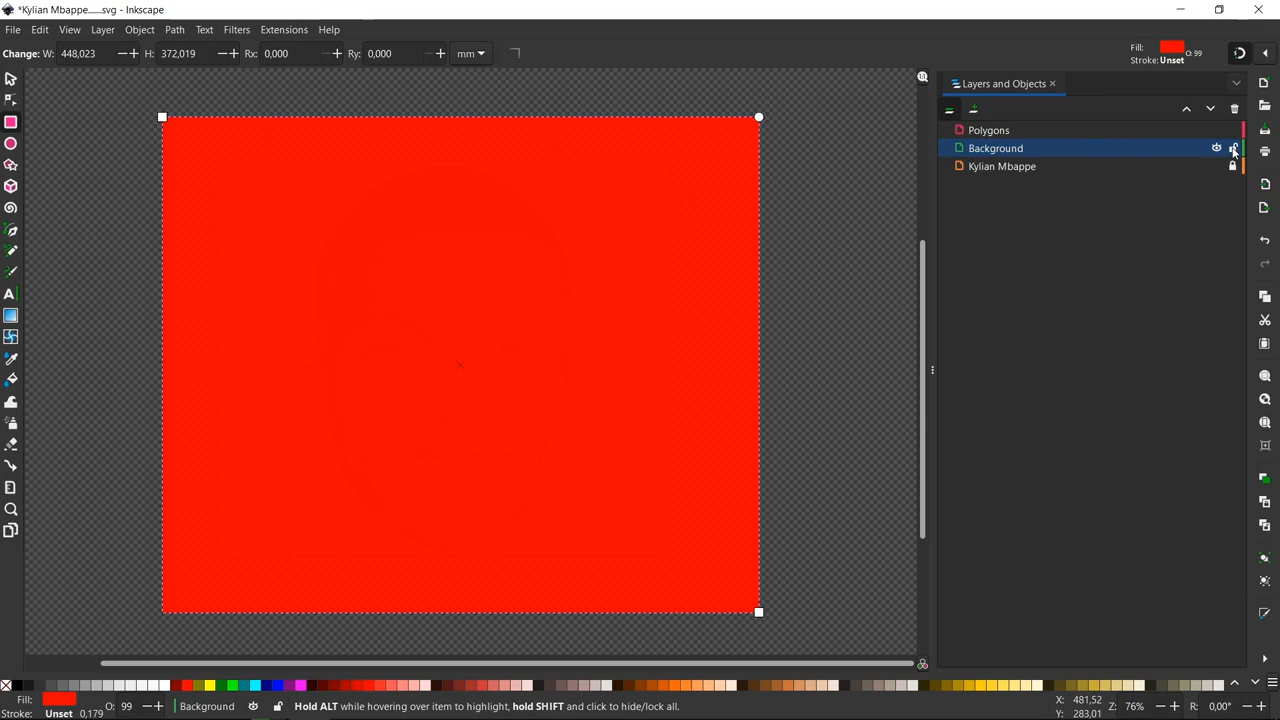 *Kylian Mbappe.....svg - Inkscape
File Edit View Layer Object Path Text Filters Extensions Help
Change: W: 448,023 H: 372,019 Rx: 0,000 Ry: 0,000 mm
Fill: O: 99
Stroke: Unset
Layers and Objects
Polygons
Background
Kylian Mbappe
Fill: O: 99
Stroke: Unset 0,179
Background Hold ALT while hovering over item to highlight, hold SHIFT and click to hide/lock all.
X: 481,52
Y: 283,01
Z: 76% R: 0,00°